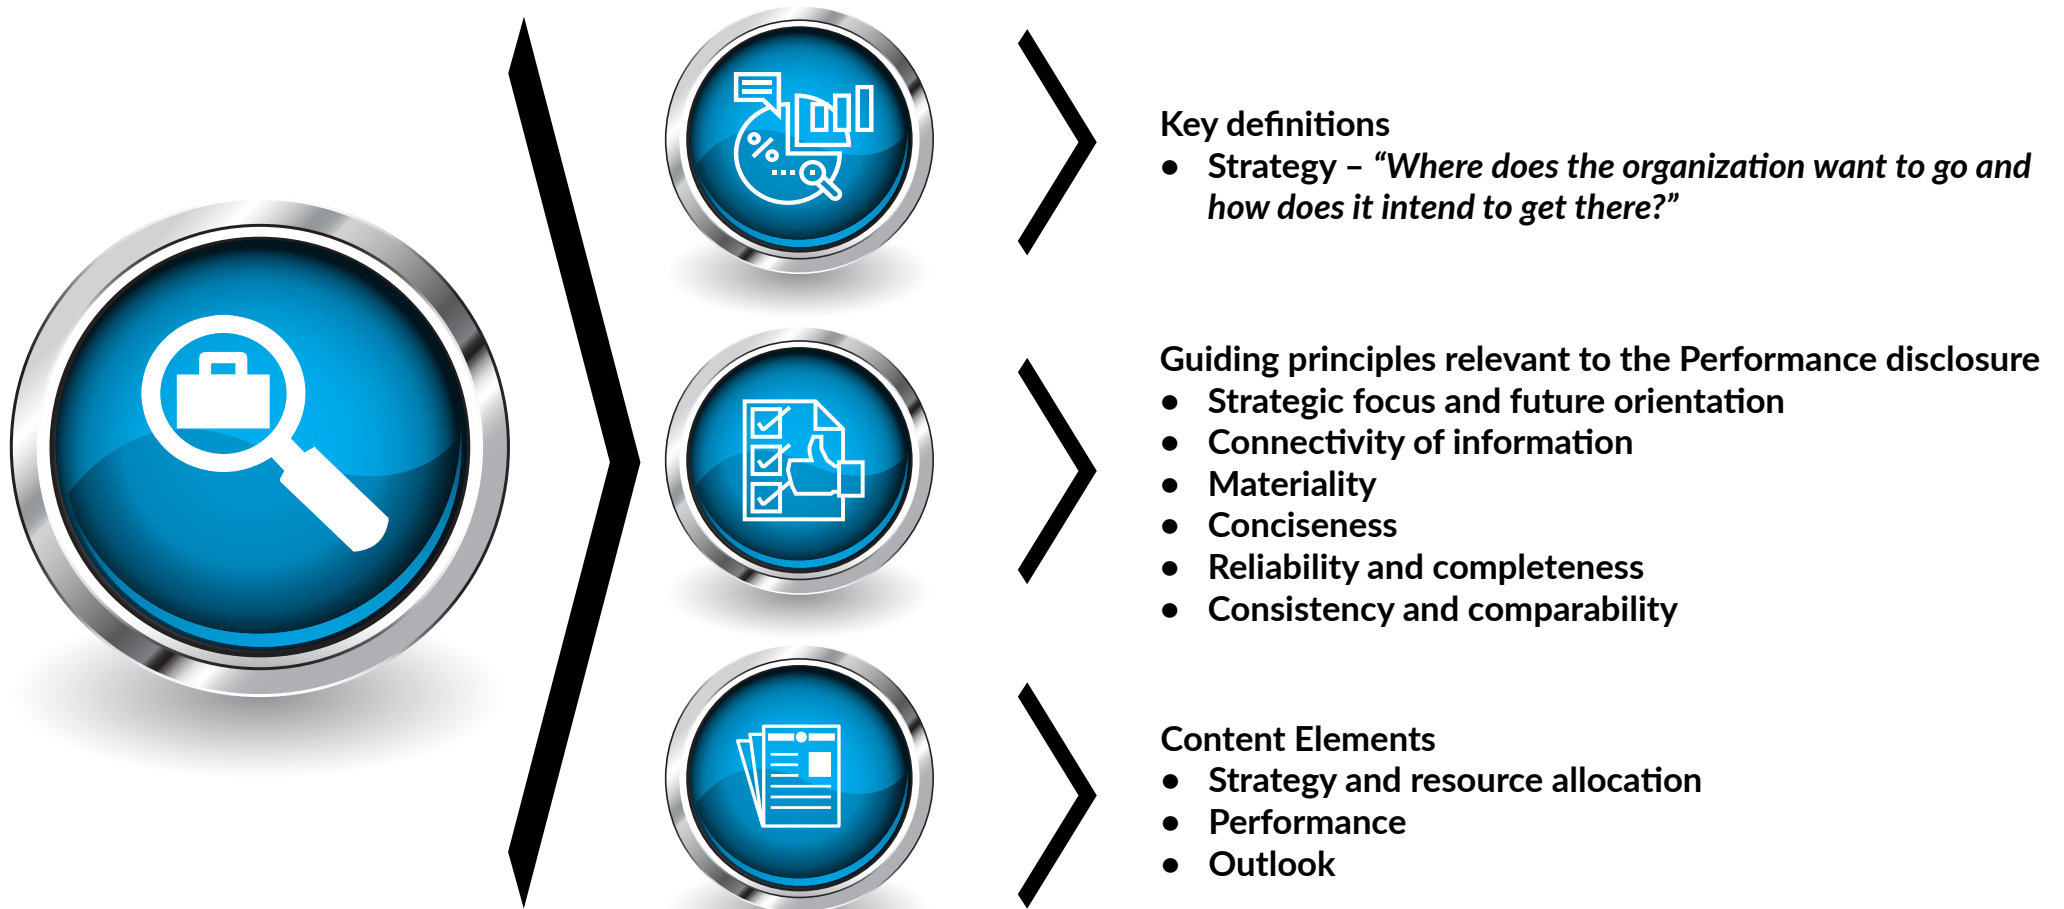 Key definitions
● Strategy – “Where does the organization want to go and
how does it intend to get there?”
Guiding principles relevant to the Performance disclosure
● Strategic focus and future orientation
● Connectivity of information
● Materiality
● Conciseness
● Reliability and completeness
● Consistency and comparability
Content Elements
● Strategy and resource allocation
● Performance
● Outlook